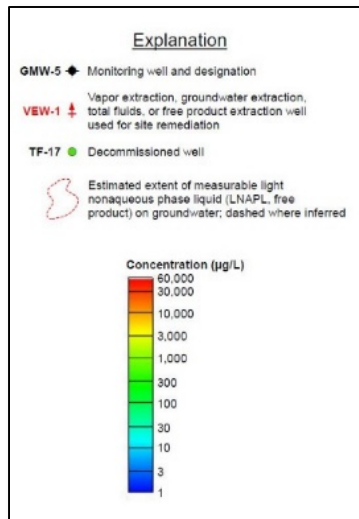 Explanation
GMW-5 Monitoring well and designation
VEW-1 Vapor extraction, groundwater extraction,
total fluids, or free product extraction well
used for site remediation
TF-17 Decommissioned well
Estimated extent of measurable light
nonaqueous phase liquid (LNAPL, free
product) on groundwater; dashed where inferred
Concentration (µg/L)
60,000
30,000
10,000
3,000
1,000
300
100
30
10
3
1